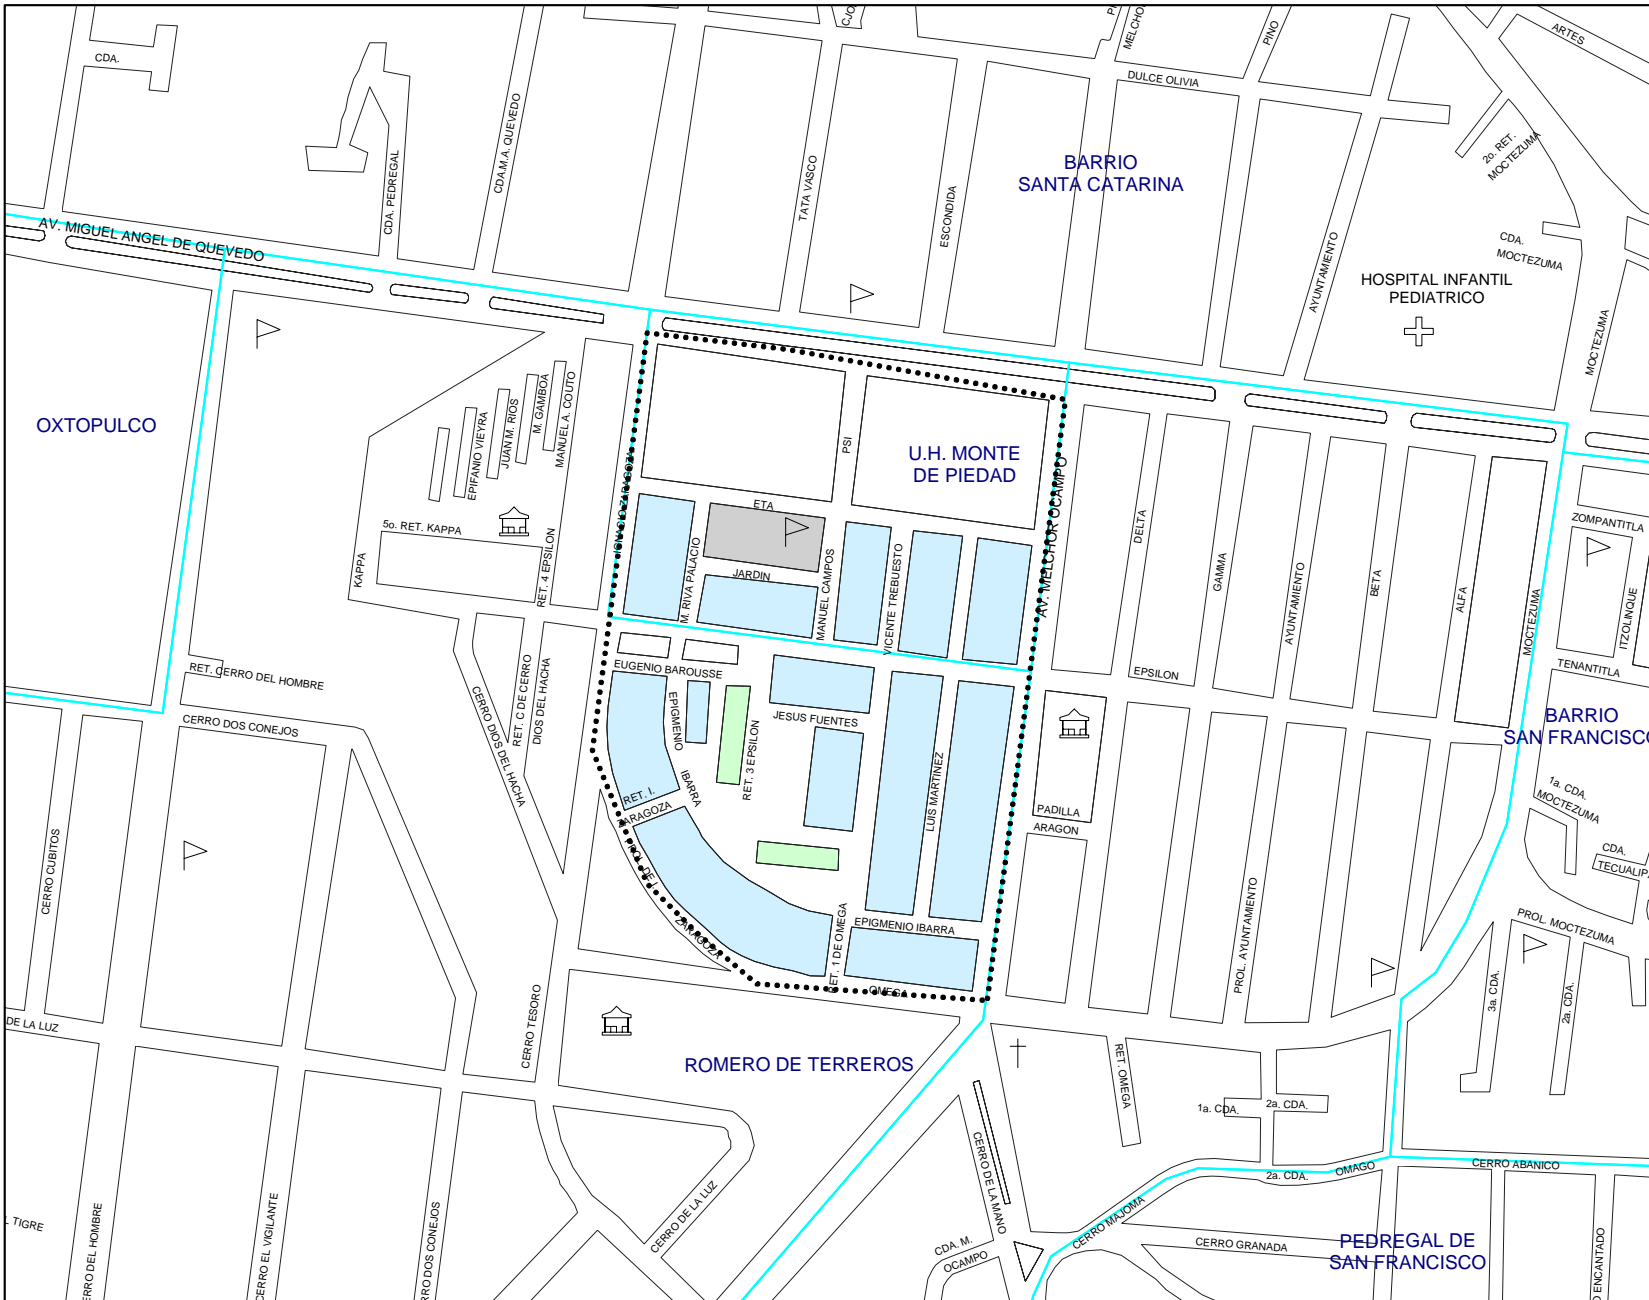 CDA.
CDA. PEDREGAL
CDA.M.A. QUEVEDO
TATA VASCO
ESCONDIDA
DULCE OLIVIA
PINO
ARTES
2o. RET.
MOCTEZUMA
BARRIO
SANTA CATARINA
AYUNTAMIENTO
CDA.
MOCTEZUMA
HOSPITAL INFANTIL
PEDIATRICO
MOCTEZUMA
AV. MIGUEL ANGEL DE QUEVEDO
OXTOPULCO
EPIFANIO VIEYRA
JUAN M. RIOS
M. GAMBOA
MANUEL A. COUTO
5o. RET. KAPPA
KAPPA
RET. 4 EPSILON
IGNACIO ZARAGOZA
PSI
U.H. MONTE
DE PIEDAD
ETA
JARDIN
M. RIVA PALACIO
MANUEL CAMPOS
VICENTE TREBUESTO
AV. MELCHOR OCAMPO
DELTA
GAMMA
AYUNTAMIENTO
BETA
ALFA
MOCTEZUMA
ZOMPANTITLA
ITZOLINQUE
TENANTITLA
EPSILON
BARRIO
SAN FRANCISCO
RET. CERRO DEL HOMBRE
CERRO DOS CONEJOS
CERRO DIOS DEL HACHA
RET. C DE CERRO
DIOS DEL HACHA
EUGENIO BAROUSSE
EPIGMENIO
IBARRA
RET. 3 EPSILON
JESUS FUENTES
LUIS MARTINEZ
RET. I.
ZARAGOZA
PROL. DE I.
ZARAGOZA
PADILLA
ARAGON
1a. CDA.
MOCTEZUMA
CDA.
CERRO CUBITOS
PROL. AYUNTAMIENTO
PROL. MOCTEZUMA
3a. CDA.
2a. CDA.
RET. 1 DE OMEGA
EPIGMENIO IBARRA
OMEGA
DE LA LUZ
CERRO TESORO
ROMERO DE TERREROS
RET. OMEGA
1a. CDA.
2a. CDA.
2a. CDA.
OMAGO
CERRO ABANICO
CERRO DE LA MANO
CERRO MAJOMA
CERRO GRANADA
PEDREGAL DE
SAN FRANCISCO
CDA. M.
OCAMPO
CERRO DE LA LUZ
TIGRE
CERRO EL VIGILANTE
ENCANTADO